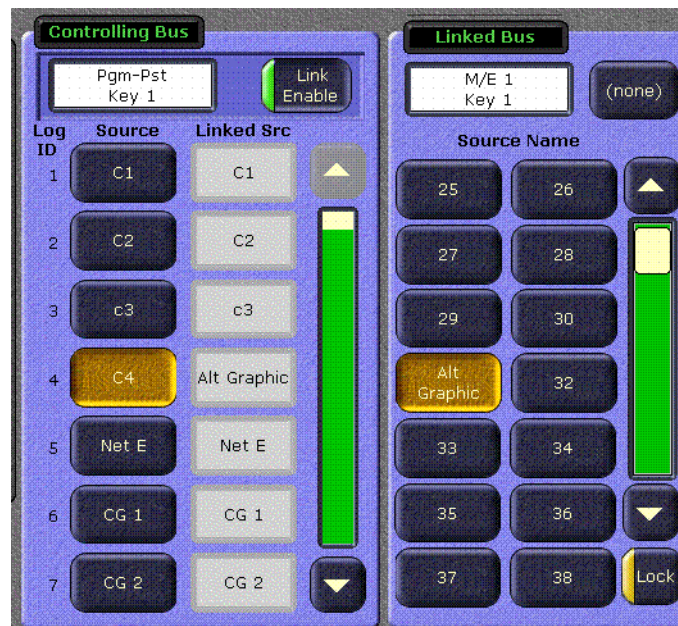 Controlling Bus
Pgm-Pst
Key 1
Link
Enable
Log
ID
Source
Linked Src
1
C1
C1
2
C2
C2
3
c3
c3
4
C4
Alt Graphic
5
Net E
Net E
6
CG 1
CG 1
7
CG 2
CG 2
Linked Bus
M/E 1
Key 1
(none)
Source Name
25
26
27
28
29
30
Alt
Graphic
32
33
34
35
36
37
38
Lock